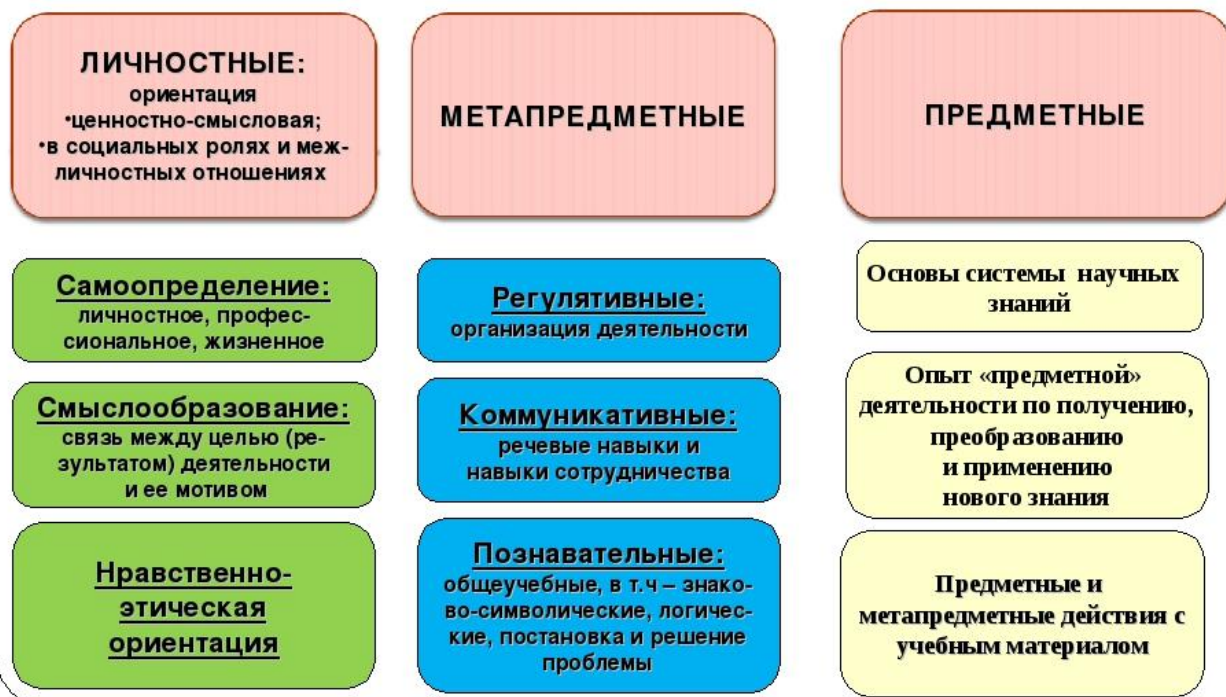 ЛИЧНОСТНЫЕ:
ориентация
•ценностно-смысловая;
•в социальных ролях и меж-
личностных отношениях
МЕТАПРЕДМЕТНЫЕ
ПРЕДМЕТНЫЕ
Самоопределение:
личностное, профес-
сиональное, жизненное
Смыслообразование:
связь между целью (ре-
зультатом) деятельности
и ее мотивом
Нравственно-
этическая
ориентация
Регулятивные:
организация деятельности
Коммуникативные:
речевые навыки и
навыки сотрудничества
Познавательные:
общеучебные, в т.ч – знако-
во-символические, логичес-
кие, постановка и решение
проблемы
Основы системы научных
знаний
Опыт «предметной»
деятельности по получению,
преобразованию
и применению
нового знания
Предметные и
метапредметные действия с
учебным материалом